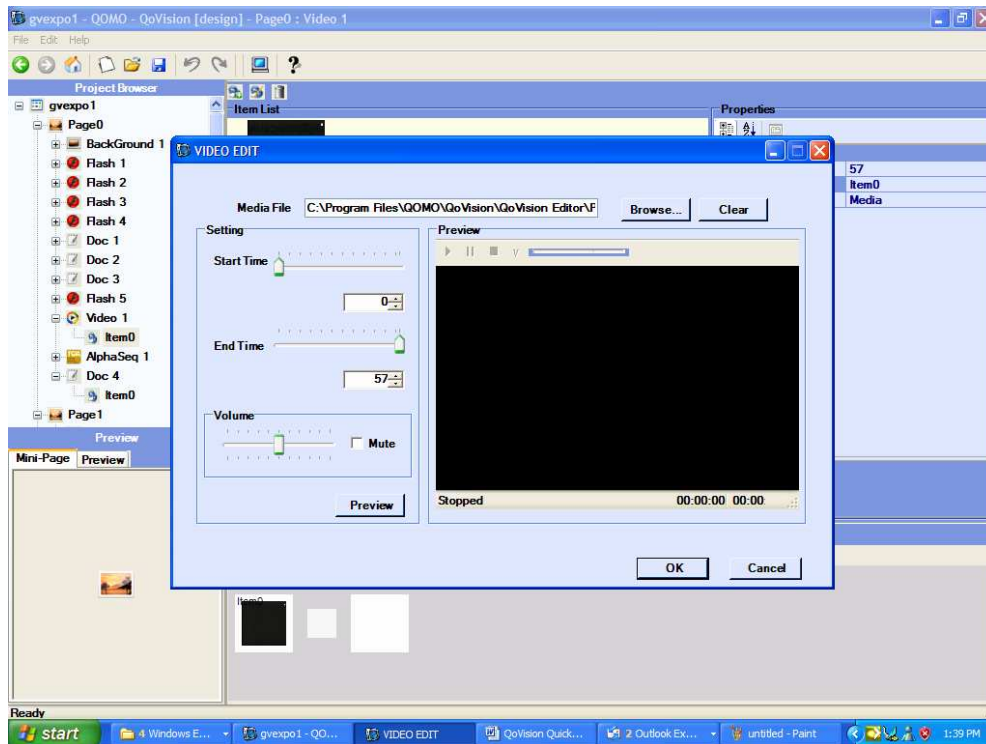 gvexpo1 - QOMO - QoVision [design] - Page0 : Video 1
File Edit Help
Project Browser
gvexpo1
Page0
BackGround 1
Flash 1
Flash 2
Flash 3
Flash 4
Doc 1
Doc 2
Doc 3
Flash 5
Video 1
Item0
AlphaSeq 1
Doc 4
Item0
Page1
Preview
Mini-Page Preview
Item List
Properties
57
Item0
Media
VIDEO EDIT
Media File C:\Program Files\QOMO\QoVision\QoVision Editor\F Browse... Clear
Setting
Start Time
0
End Time
57
Volume
Mute
Preview
Preview
V
Stopped 00:00:00 00:00
OK Cancel
Item0
Ready
start 4 Windows E... gvexpo1 - QO... VIDEO EDIT QoVision Quick... 2 Outlook Ex... untitled - Paint 1:39 PM